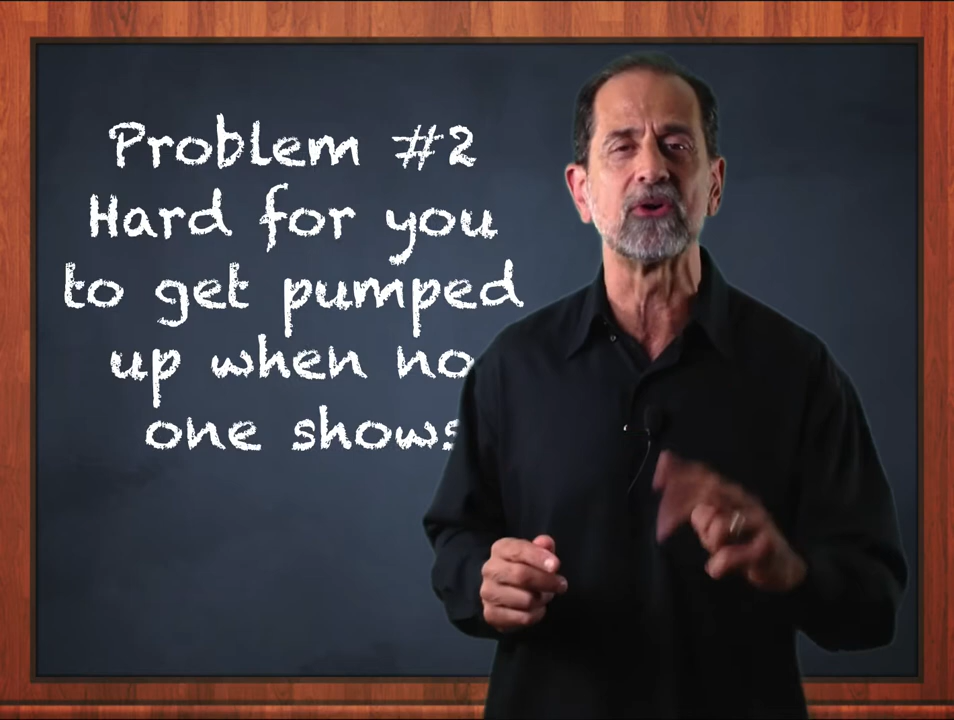 Problem #2
Hard for you
to get pumped
up when no
one shows